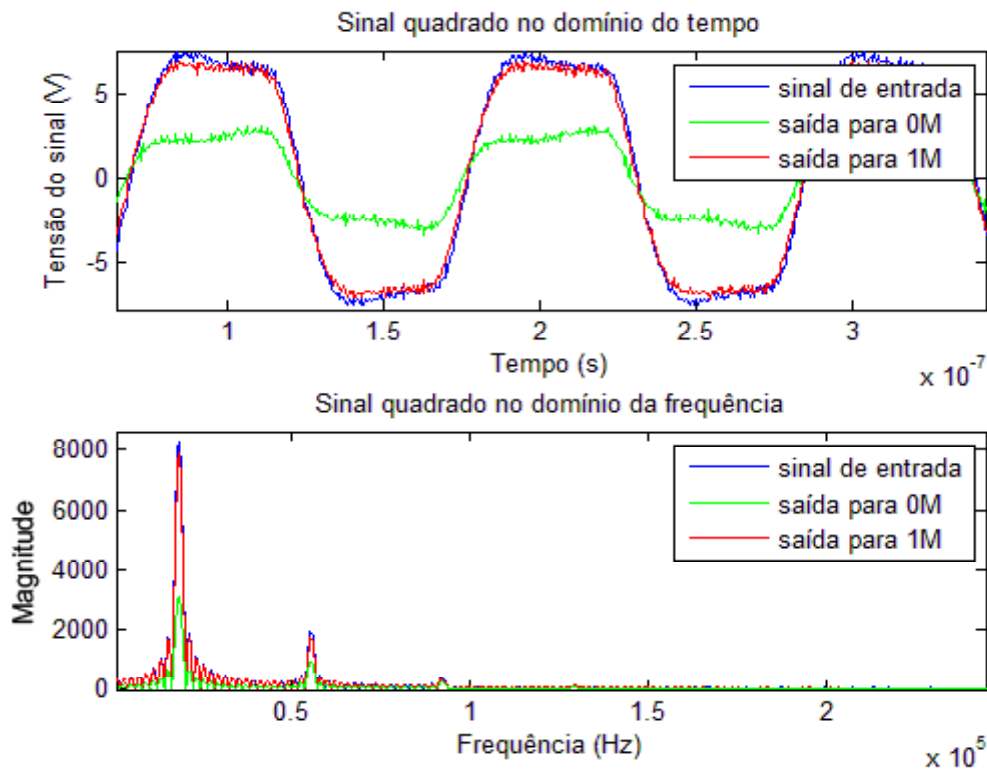 Sinal quadrado no domínio do tempo
Tensão do sinal (V)
5
0
-5
sinal de entrada
saída para 0M
saída para 1M
1
1.5
2
2.5
3
Tempo (s)
x 10-7
Sinal quadrado no domínio da frequência
Magnitude
8000
6000
4000
2000
0
sinal de entrada
saída para 0M
saída para 1M
0.5
1
1.5
2
Frequência (Hz)
x 105